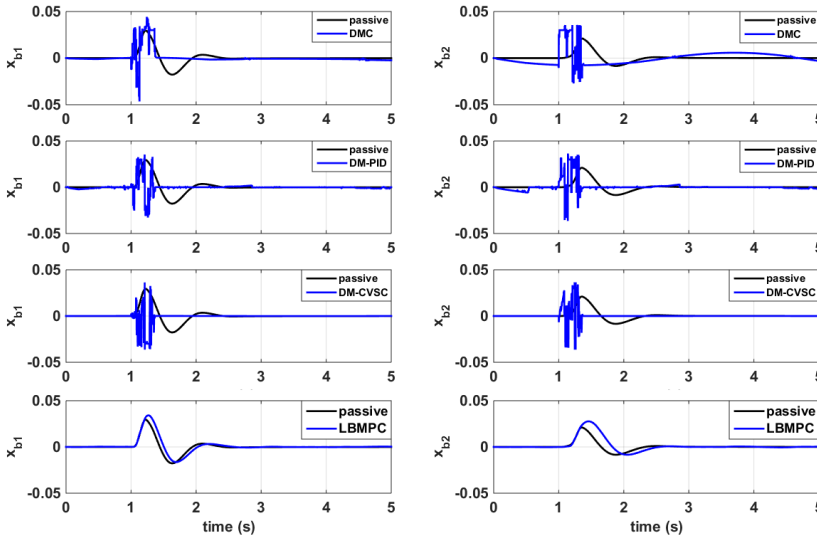 0.05
0
-0.05
x_b1
passive
DMC
0 1 2 3 4 5
0.05
0
-0.05
x_b2
passive
DMC
0 1 2 3 4 5
0.05
0
-0.05
x_b1
passive
DM-PID
0 1 2 3 4 5
0.05
0
-0.05
x_b2
passive
DM-PID
0 1 2 3 4 5
0.05
0
-0.05
x_b1
passive
DM-CVSC
0 1 2 3 4 5
0.05
0
-0.05
x_b2
passive
DM-CVSC
0 1 2 3 4 5
0.05
0
-0.05
x_b1
passive
LBMPC
0 1 2 3 4 5
time (s)
0.05
0
-0.05
x_b2
passive
LBMPC
0 1 2 3 4 5
time (s)